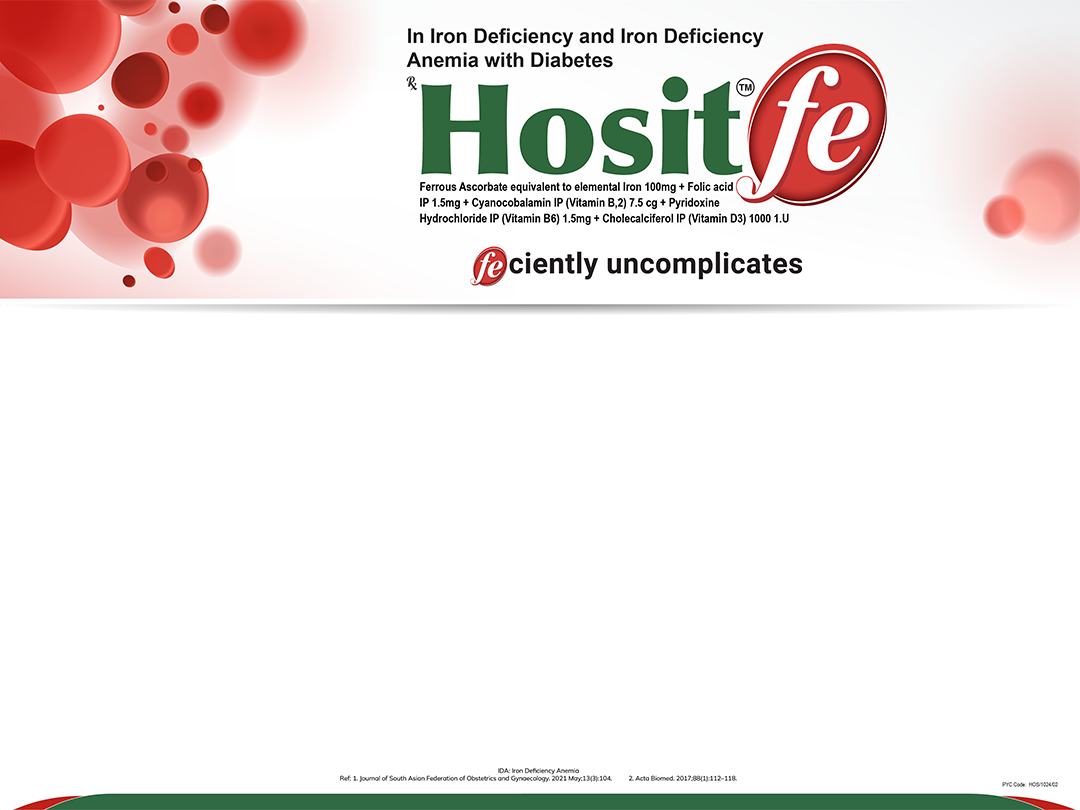 In Iron Deficiency and Iron Deficiency
Anemia with Diabetes
℞
Hosit fe
TM
Ferrous Ascorbate equivalent to elemental Iron 100mg + Folic acid
IP 1.5mg + Cyanocobalamin IP (Vitamin B,2) 7.5 cg + Pyridoxine
Hydrochloride IP (Vitamin B6) 1.5mg + Cholecalciferol IP (Vitamin D3) 1000 1.U
feciently uncomplicates
IDA: Iron Deficiency Anemia
Ref: 1. Journal of South Asian Federation of Obstetrics and Gynaecology. 2021 May;13(3):104. 2. Acta Biomed. 2017;88(1):112–118.
PYC Code: HOS/1024/02